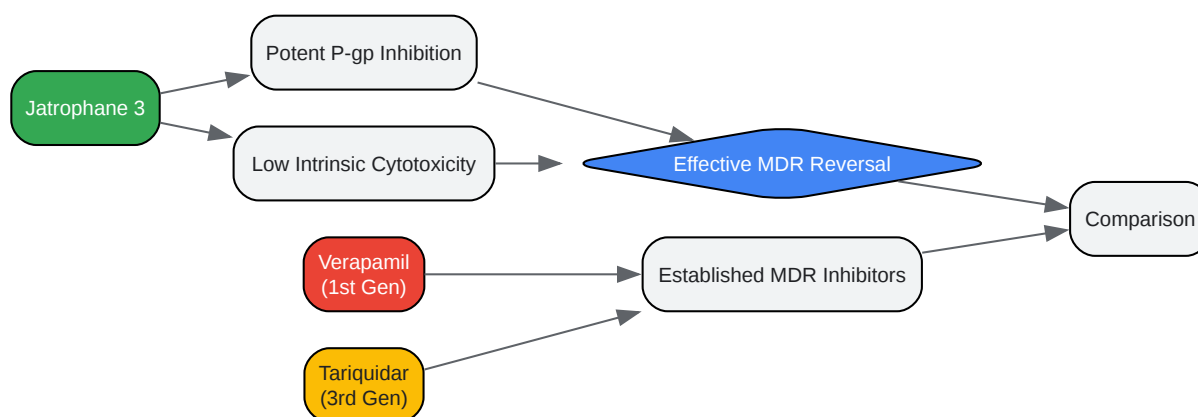 Potent P-gp Inhibition
Jatrophane 3
Low Intrinsic Cytotoxicity
Effective MDR Reversal
Comparison
Verapamil
(1st Gen)
Established MDR Inhibitors
Tariquidar
(3rd Gen)